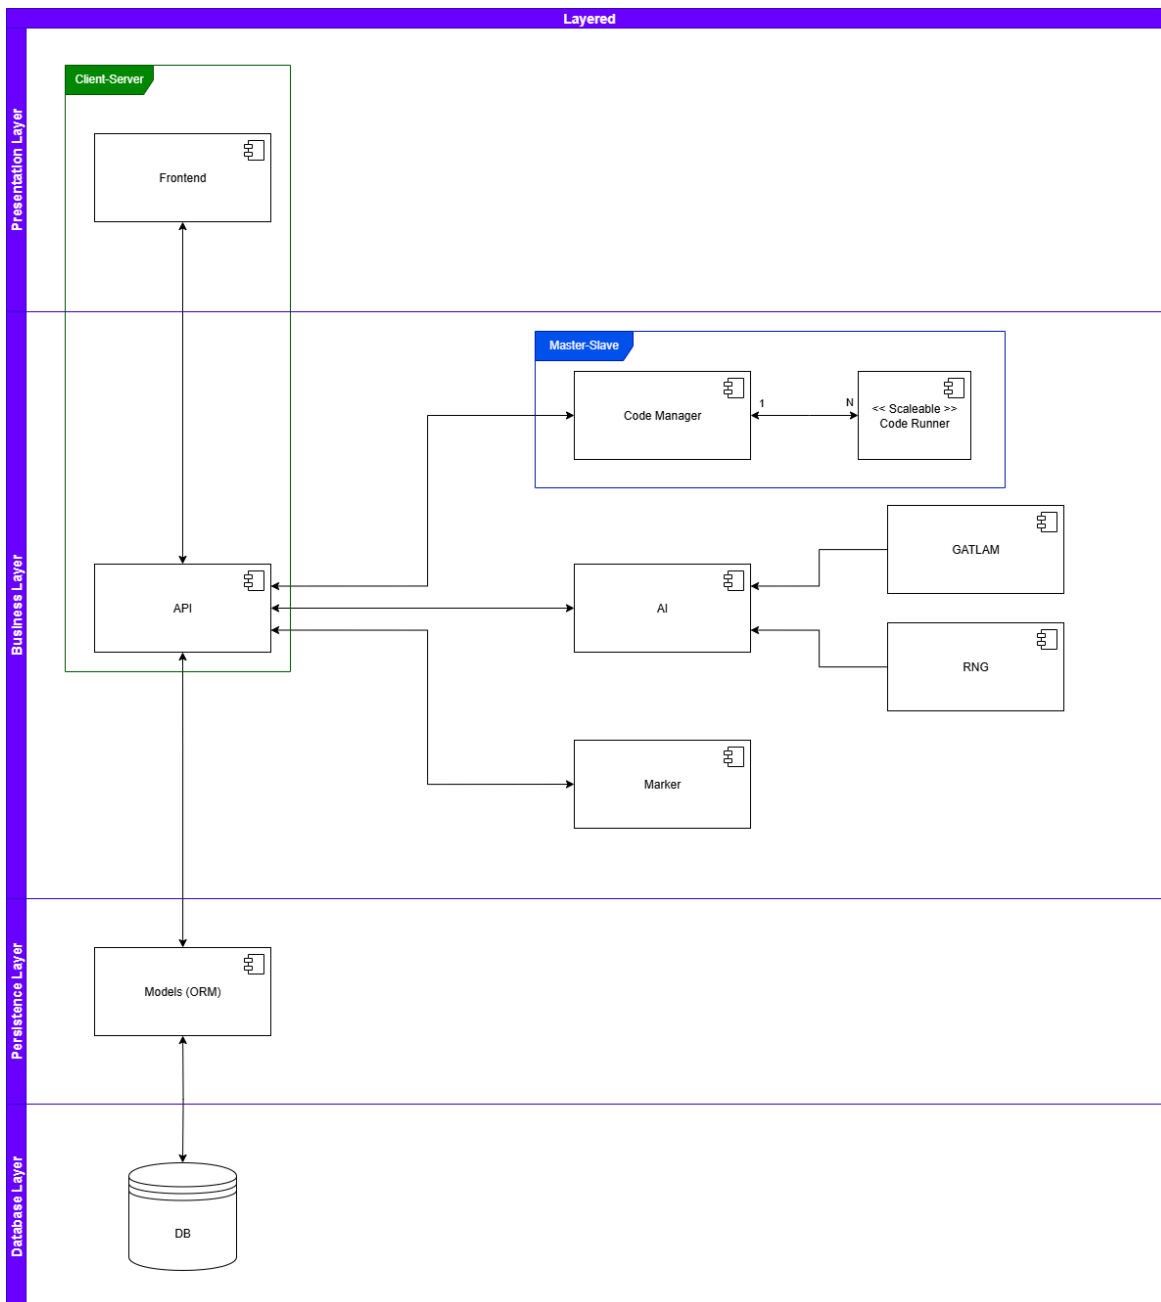 Layered
Presentation Layer
Client-Server
Frontend
Business Layer
Master-Slave
Code Manager
1
N
<< Scaleable >>
Code Runner
GATLAM
API
AI
RNG
Marker
Persistence Layer
Models (ORM)
Database Layer
DB